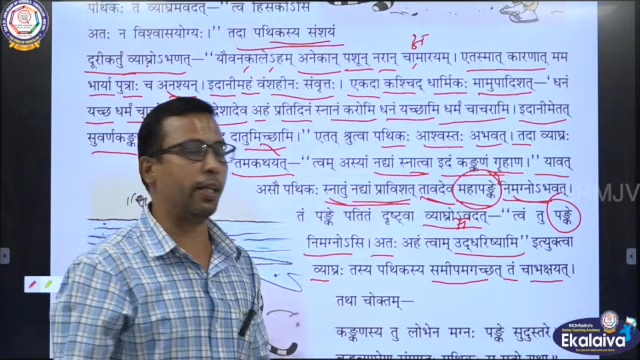 पथिकः तं व्याघ्रमवदत्– “त्वं हिंसकोऽसि
अतः न विश्वासयोग्यः।” तदा पथिकस्य संशयं
दूरीकर्तुं व्याघ्रोऽभणत्– “यौवनकालेऽहम् अनेकान् पशून् नरान् चामारयम्। एतस्मात् कारणात् मम
भार्या पुत्राः च अनश्यन्। इदानीमहं वंशहीनः संवृत्तः। एकदा कश्चिद् धार्मिकः मामुपादिशत्– ‘धनं
यच्छ धर्मं देशादेव अहं प्रतिदिनं स्नानं करोमि धनं यच्छामि धर्मं चाचरामि। इदानीमेतत्
दातुमिच्छामि। एतत् श्रुत्वा पथिकः आश्वस्तः अभवत्। तदा व्याघ्रः
तमकथयत्– “त्वम् अस्यां नद्यां स्नात्वा इदं कङ्कणं गृहाण।” यावत्
असौ पथिकः स्नातुं नद्यां प्राविशत् तावदेव महापङ्के निमग्नोऽभवत्।
तं पङ्के पतितं दृष्ट्वा व्याघ्रोऽवदत्– “त्वं तु पङ्के
निमग्नोऽसि। अतः अहं त्वाम् उद्धरिष्यामि” इत्युक्त्वा
व्याघ्रः तस्य पथिकस्य समीपमगच्छत् तं चाभक्षयत्।
तथा चोक्तम्–
कङ्कणस्य तु लोभेन मग्नः पङ्के सुदुस्तरे
RMJV
Ekalaiva